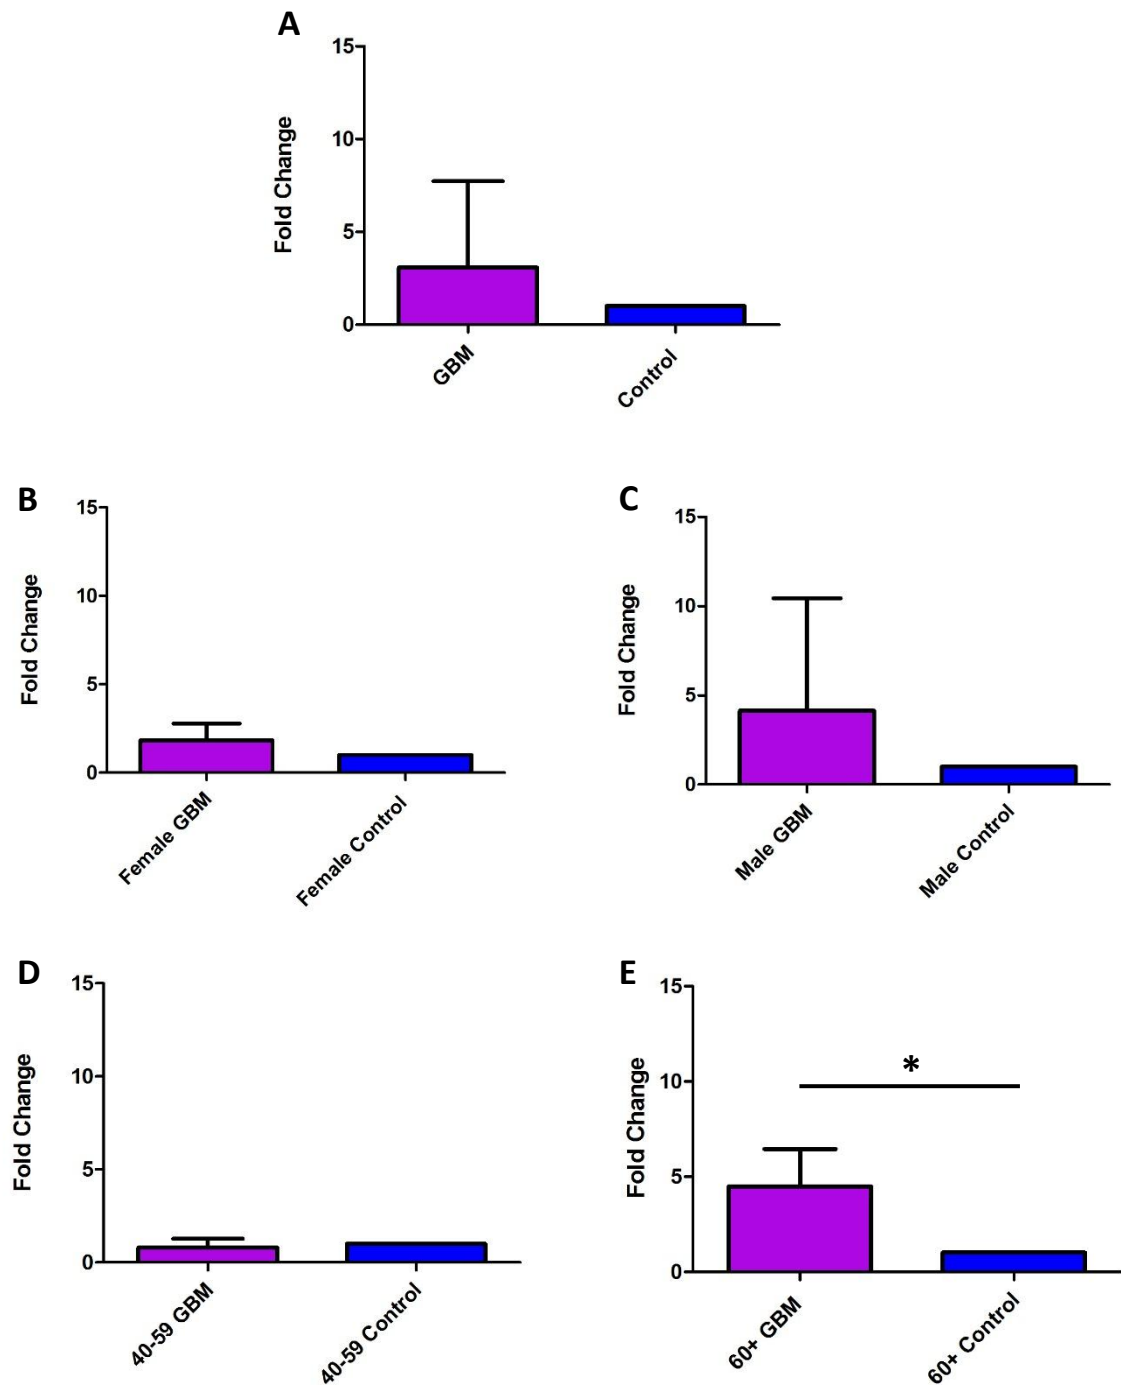 A
15
10
5
0
Fold Change
GBM
Control
B
15
10
5
0
Fold Change
Female GBM
Female Control
C
15
10
5
0
Fold Change
Male GBM
Male Control
D
15
10
5
0
Fold Change
40-59 GBM
40-59 Control
E
15
10
5
0
Fold Change
*
60+ GBM
60+ Control